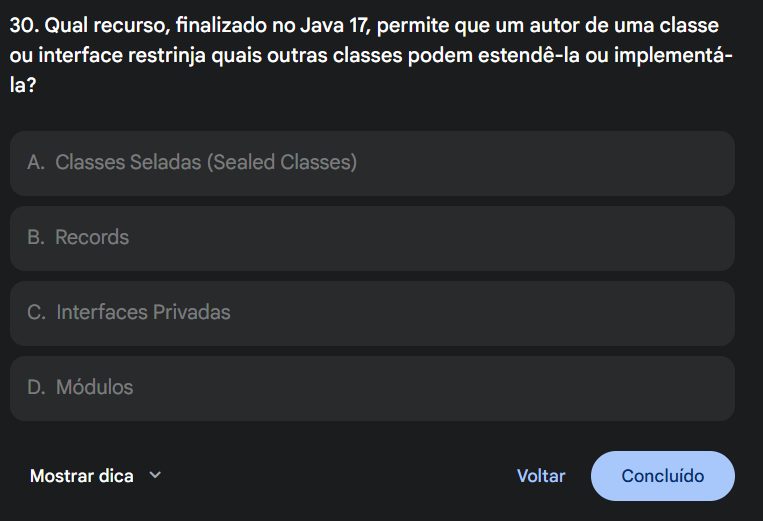 30. Qual recurso, finalizado no Java 17, permite que um autor de uma classe
ou interface restrinja quais outras classes podem estendê-la ou implementá-
la?
A. Classes Seladas (Sealed Classes)
B. Records
C. Interfaces Privadas
D. Módulos
Mostrar dica
Voltar
Concluído